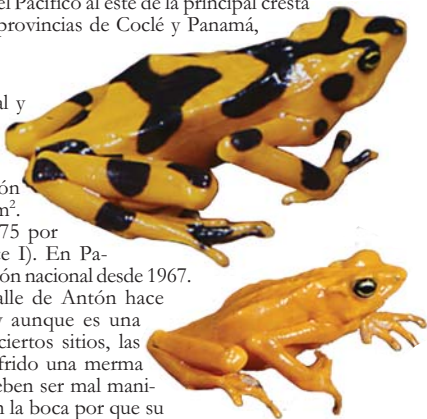 el Pacífico al este de la principal cresta
provincias de Coclé y Panamá,
al y
ón
m².
75 por
e I). En Pa-
ón nacional desde 1967.
alle de Antón hace
y aunque es una
ciertos sitios, las
frido una merma
eben ser mal mani-
n la boca por que su